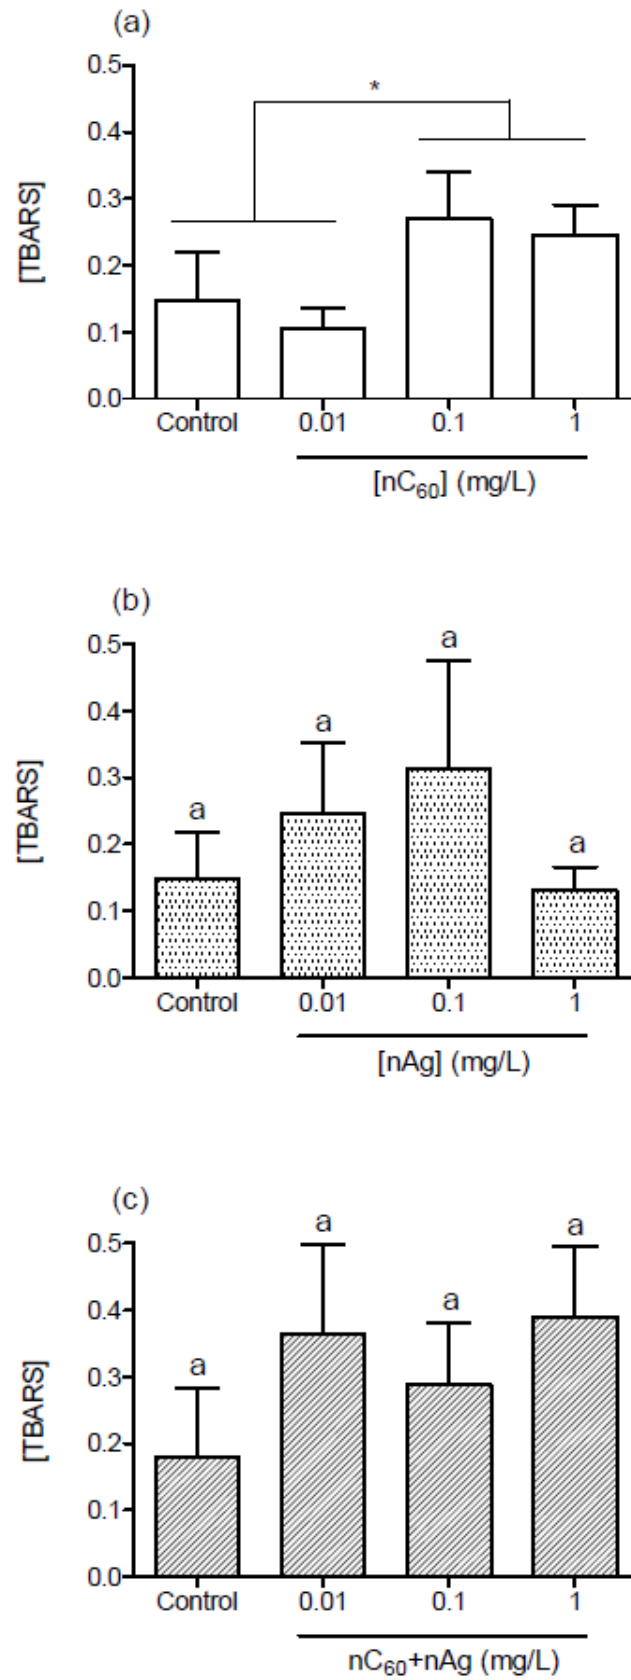 (a)
0.5
*
0.4
0.3
[TBARS]
0.2
0.1
0.0
Control 0.01 0.1 1
[nC₆₀] (mg/L)
(b)
0.5
a
0.4
a
0.3
[TBARS]
a
0.2
a
0.1
0.0
Control 0.01 0.1 1
[nAg] (mg/L)
(c)
0.5
a
a
0.4
a
0.3
a
[TBARS]
0.2
0.1
0.0
Control 0.01 0.1 1
nC₆₀+nAg (mg/L)